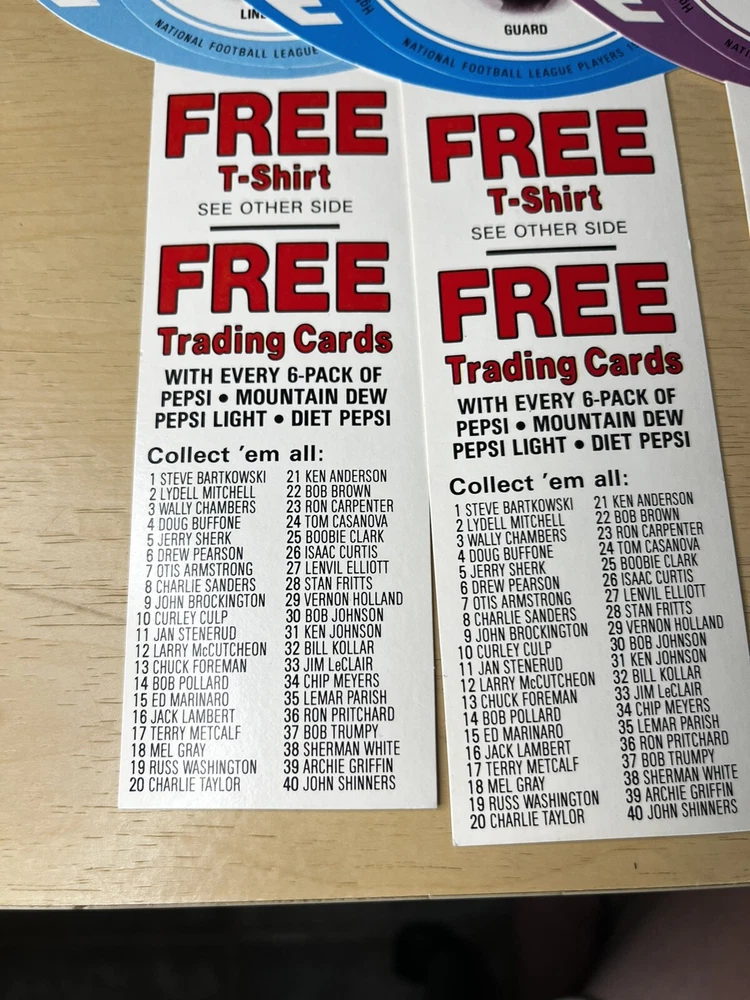 LINE
NATIONAL FOOTBALL LEAGUE
FREE
T-Shirt
SEE OTHER SIDE
FREE
Trading Cards
WITH EVERY 6-PACK OF
PEPSI • MOUNTAIN DEW
PEPSI LIGHT • DIET PEPSI
Collect 'em all:
1 STEVE BARTKOWSKI 21 KEN ANDERSON
2 LYDELL MITCHELL 22 BOB BROWN
3 WALLY CHAMBERS 23 RON CARPENTER
4 DOUG BUFFONE 24 TOM CASANOVA
5 JERRY SHERK 25 BOOBIE CLARK
6 DREW PEARSON 26 ISAAC CURTIS
7 OTIS ARMSTRONG 27 LENVIL ELLIOTT
8 CHARLIE SANDERS 28 STAN FRITTS
9 JOHN BROCKINGTON 29 VERNON HOLLAND
10 CURLEY CULP 30 BOB JOHNSON
11 JAN STENERUD 31 KEN JOHNSON
12 LARRY McCUTCHEON 32 BILL KOLLAR
13 CHUCK FOREMAN 33 JIM LeCLAIR
14 BOB POLLARD 34 CHIP MEYERS
15 ED MARINARO 35 LEMAR PARISH
16 JACK LAMBERT 36 RON PRITCHARD
17 TERRY METCALF 37 BOB TRUMPY
18 MEL GRAY 38 SHERMAN WHITE
19 RUSS WASHINGTON 39 ARCHIE GRIFFIN
20 CHARLIE TAYLOR 40 JOHN SHINNERS
GUARD
NATIONAL FOOTBALL LEAGUE PLAYERS
FREE
T-Shirt
SEE OTHER SIDE
FREE
Trading Cards
WITH EVERY 6-PACK OF
PEPSI • MOUNTAIN DEW
PEPSI LIGHT • DIET PEPSI
Collect 'em all:
1 STEVE BARTKOWSKI 21 KEN ANDERSON
2 LYDELL MITCHELL 22 BOB BROWN
3 WALLY CHAMBERS 23 RON CARPENTER
4 DOUG BUFFONE 24 TOM CASANOVA
5 JERRY SHERK 25 BOOBIE CLARK
6 DREW PEARSON 26 ISAAC CURTIS
7 OTIS ARMSTRONG 27 LENVIL ELLIOTT
8 CHARLIE SANDERS 28 STAN FRITTS
9 JOHN BROCKINGTON 29 VERNON HOLLAND
10 CURLEY CULP 30 BOB JOHNSON
11 JAN STENERUD 31 KEN JOHNSON
12 LARRY McCUTCHEON 32 BILL KOLLAR
13 CHUCK FOREMAN 33 JIM LeCLAIR
14 BOB POLLARD 34 CHIP MEYERS
15 ED MARINARO 35 LEMAR PARISH
16 JACK LAMBERT 36 RON PRITCHARD
17 TERRY METCALF 37 BOB TRUMPY
18 MEL GRAY 38 SHERMAN WHITE
19 RUSS WASHINGTON 39 ARCHIE GRIFFIN
20 CHARLIE TAYLOR 40 JOHN SHINNERS